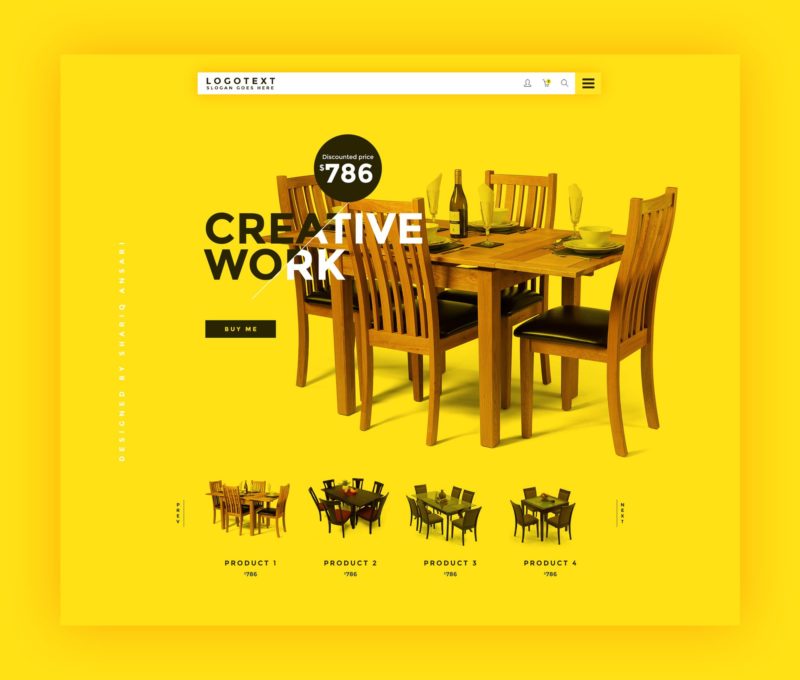 LOGOTEXT
SLOGAN GOES HERE
Discounted price
$786
CREATIVE
WORK
BUY ME
DESIGNED BY SHARIQ ANSARI
PREV
NEXT
PRODUCT 1
$786
PRODUCT 2
$786
PRODUCT 3
$786
PRODUCT 4
$786